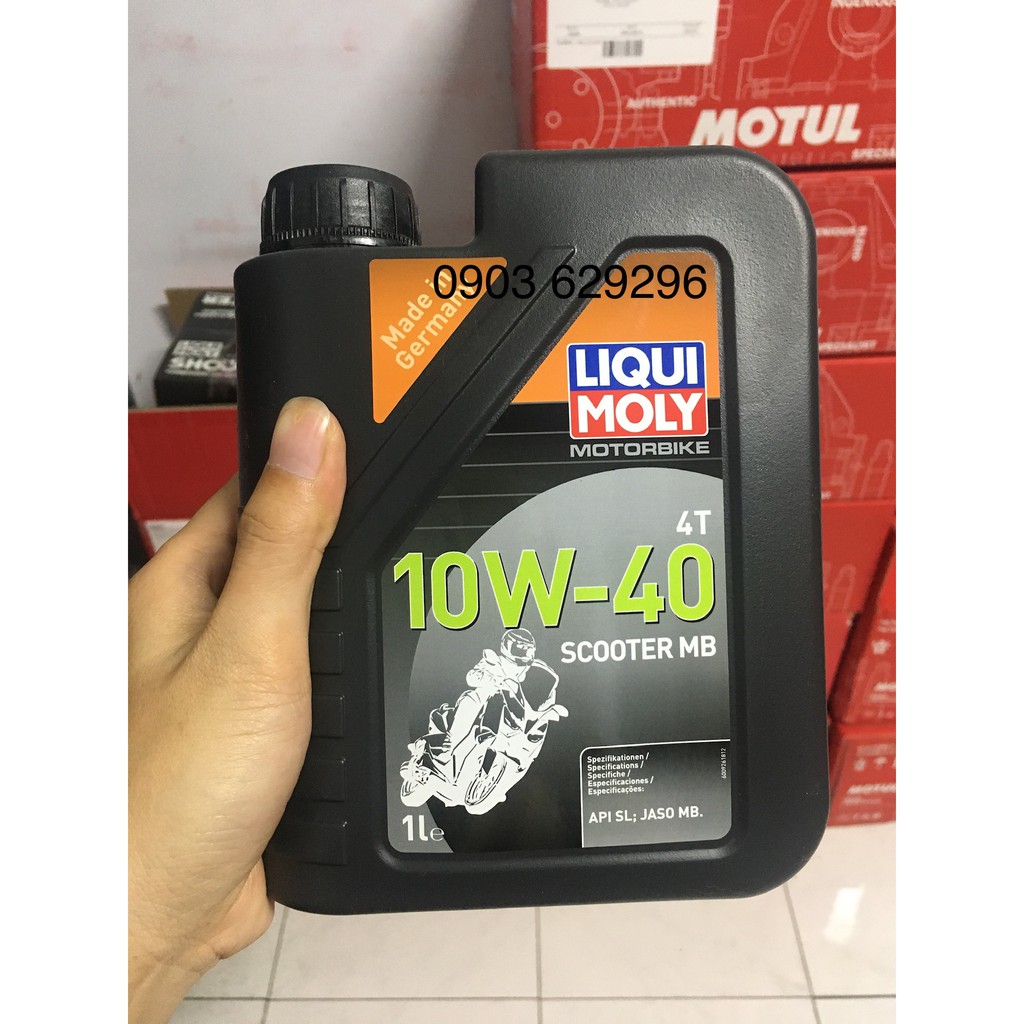 AUTHENTIC
MOTUL
0903 629296
Made in
Germany
LIQUI
MOLY
MOTORBIKE
4T
10W-40
SCOOTER MB
Spezifikationen /
Specifications /
Specifiche /
Especificaciones /
Especificações:
API SL; JASO MB.
1L e